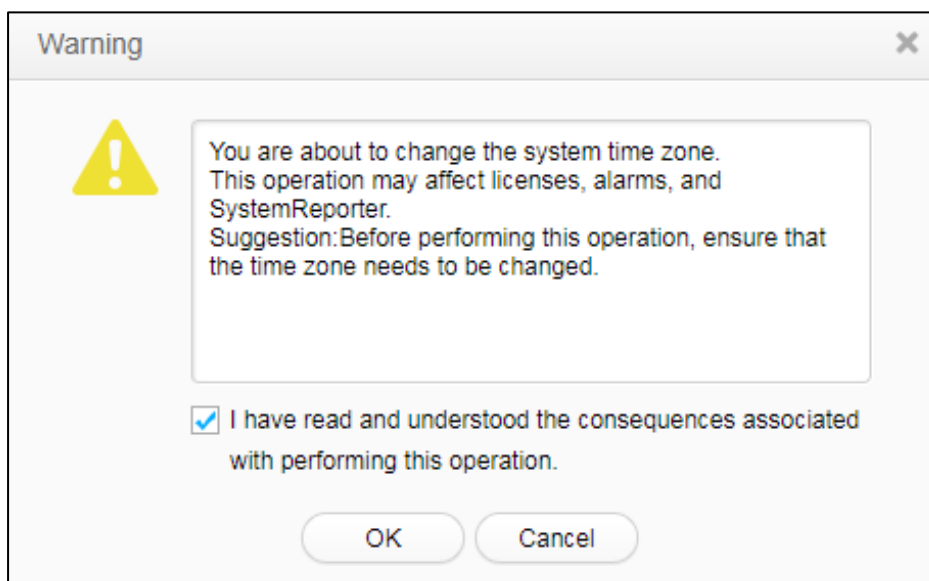 Warning
You are about to change the system time zone.
This operation may affect licenses, alarms, and
SystemReporter.
Suggestion:Before performing this operation, ensure that
the time zone needs to be changed.
I have read and understood the consequences associated
with performing this operation.
OK
Cancel